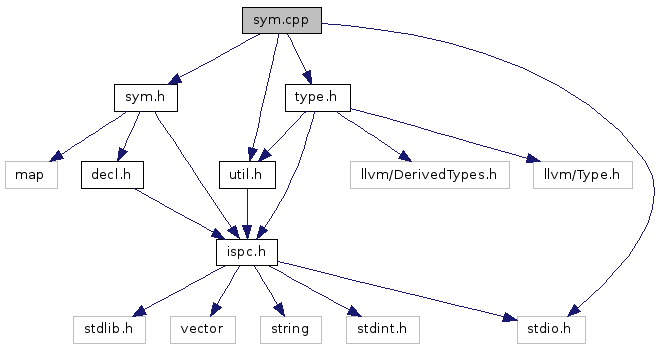 sym.cpp
sym.h
type.h
map
decl.h
util.h
llvm/DerivedTypes.h
llvm/Type.h
ispc.h
stdlib.h
vector
string
stdint.h
stdio.h